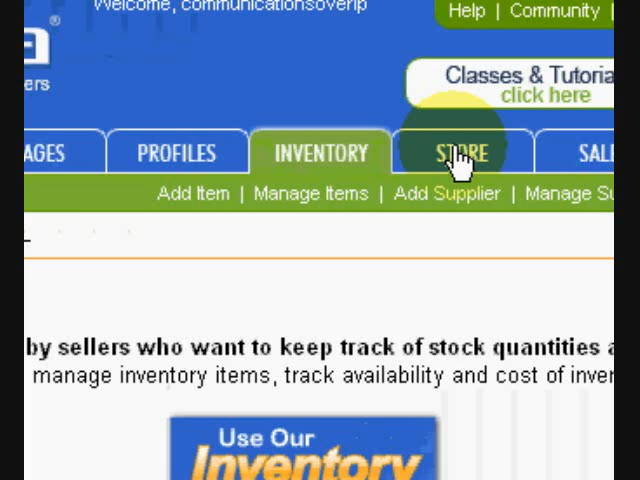 Welcome, communicationsoverip
Help | Community |
a®
ers
Classes & Tutoria
click here
AGES PROFILES INVENTORY STORE SAL
Add Item | Manage Items | Add Supplier | Manage Su
by sellers who want to keep track of stock quantities a
manage inventory items, track availability and cost of inver
Use Our
Inventory